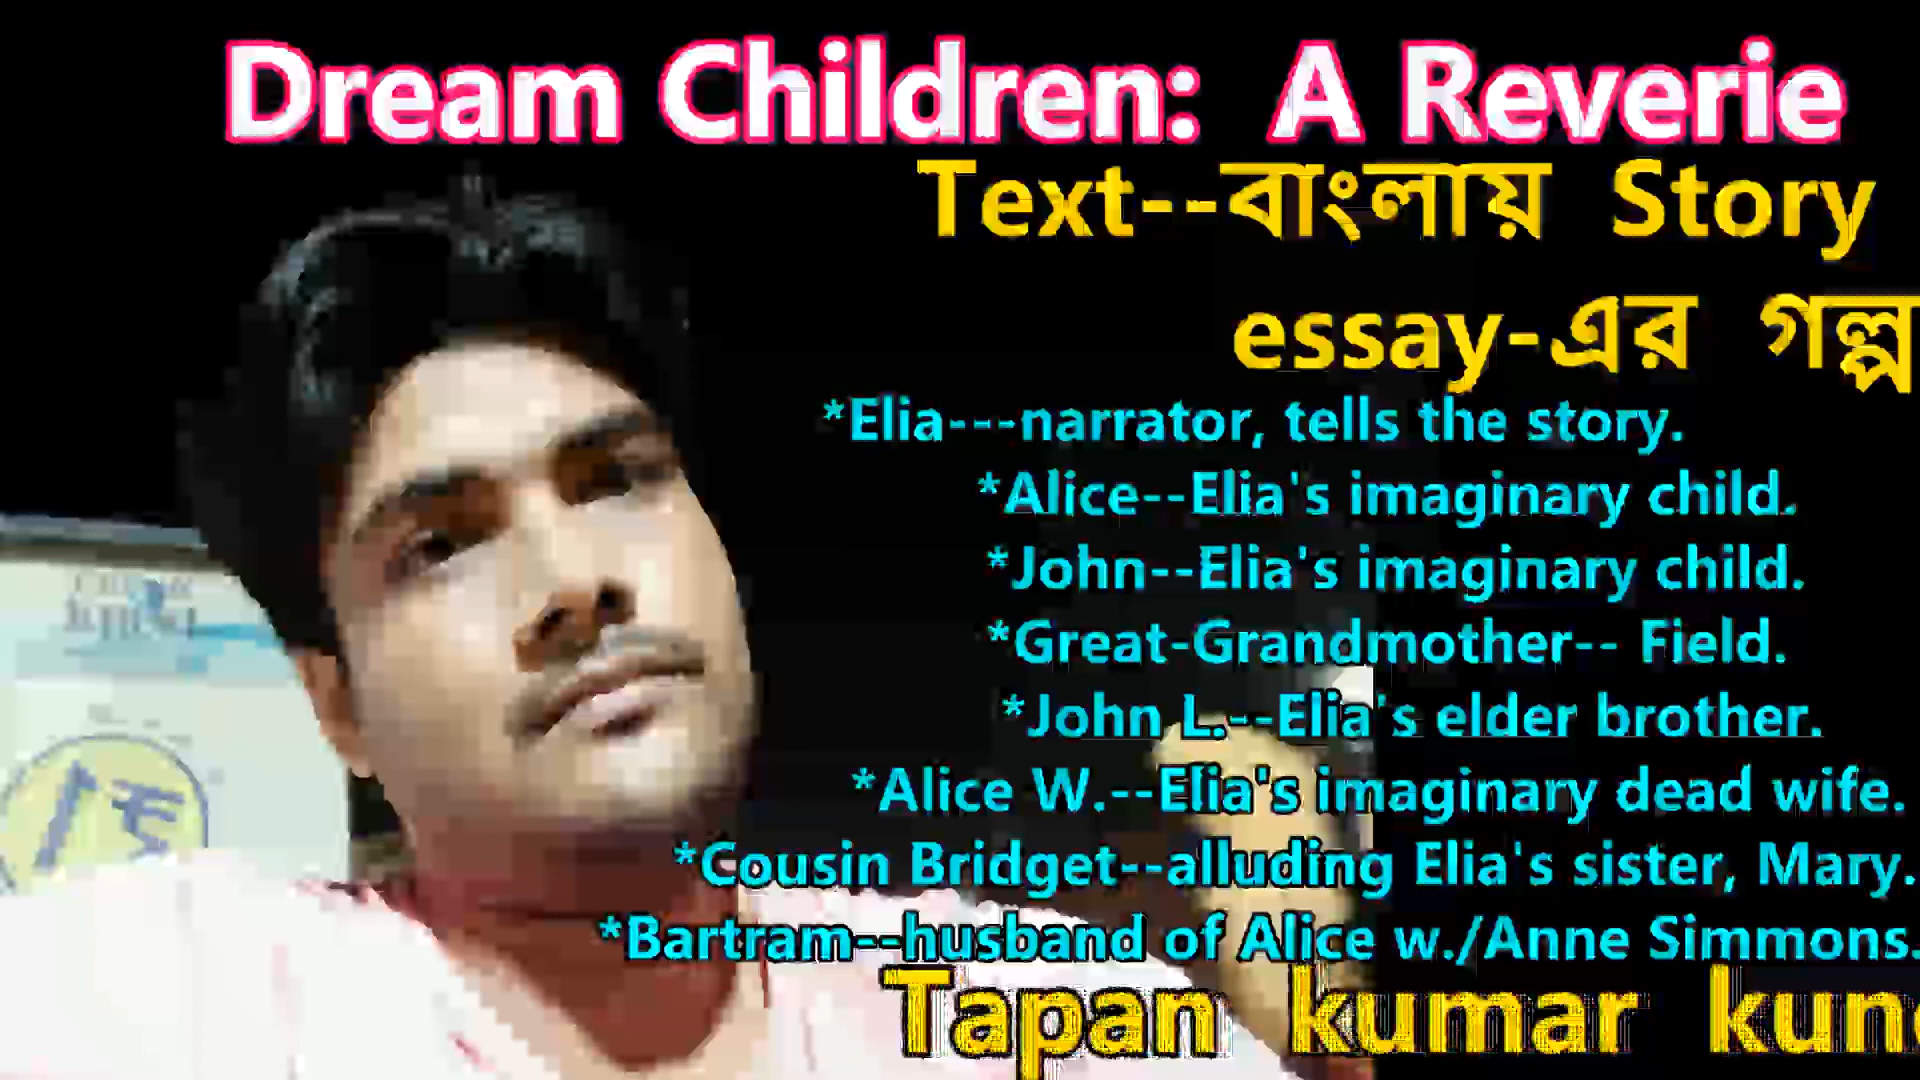 Dream Children: A Reverie
Text--বাংলায় Story
essay-এর গল্প
*Elia---narrator, tells the story.
*Alice--Elia's imaginary child.
*John--Elia's imaginary child.
*Great-Grandmother-- Field.
*John L.--Elia's elder brother.
*Alice W.--Elia's imaginary dead wife.
*Cousin Bridget--alluding Elia's sister, Mary.
*Bartram--husband of Alice w./Anne Simmons.
Tapan kumar